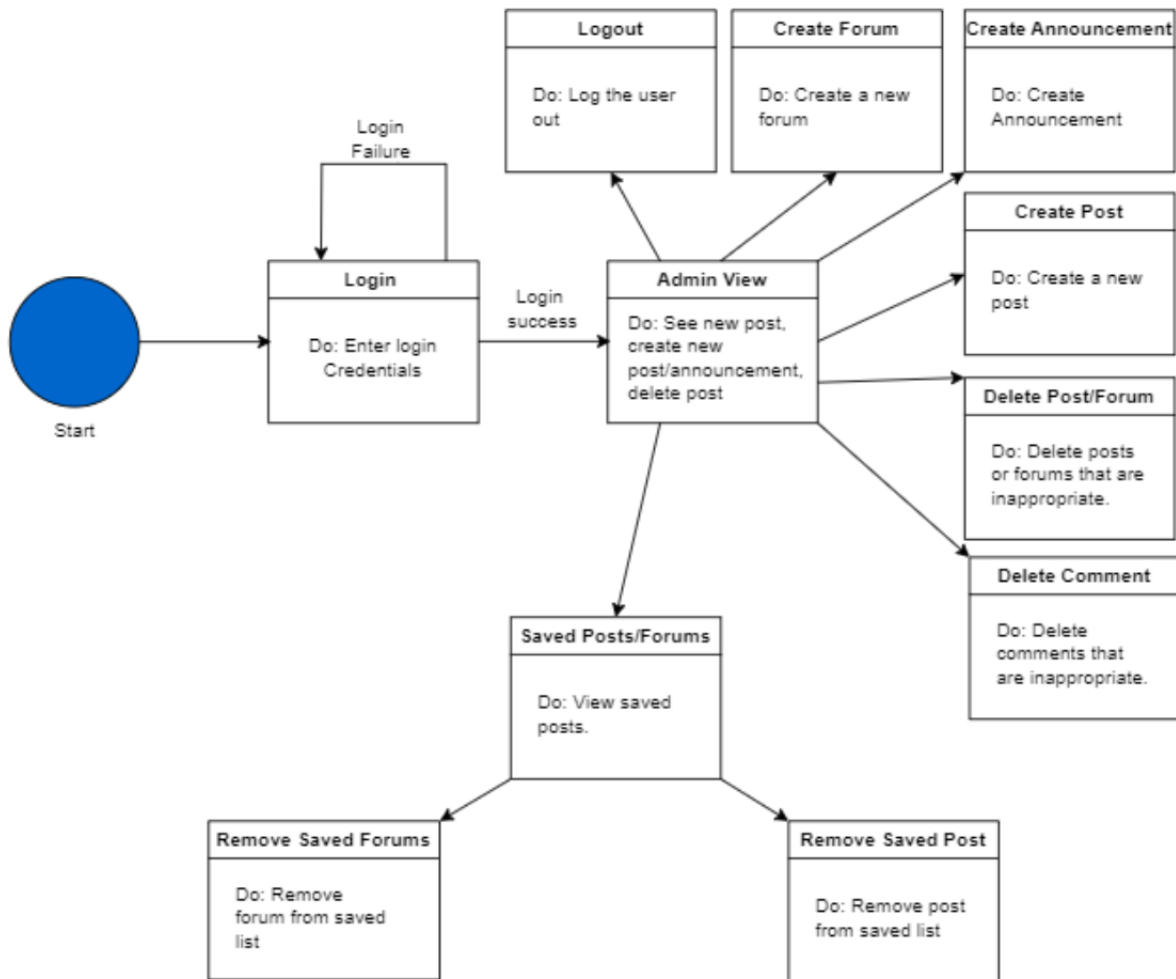 Logout
Do: Log the user
out
Create Forum
Do: Create a new
forum
Create Announcement
Do: Create
Announcement
Login
Failure
Create Post
Do: Create a new
post
Login
Do: Enter login
Credentials
Login
success
Admin View
Do: See new post,
create new
post/announcement,
delete post
Start
Delete Post/Forum
Do: Delete posts
or forums that are
inappropriate.
Delete Comment
Do: Delete
comments that
are inappropriate.
Saved Posts/Forums
Do: View saved
posts.
Remove Saved Forums
Do: Remove
forum from saved
list
Remove Saved Post
Do: Remove post
from saved list